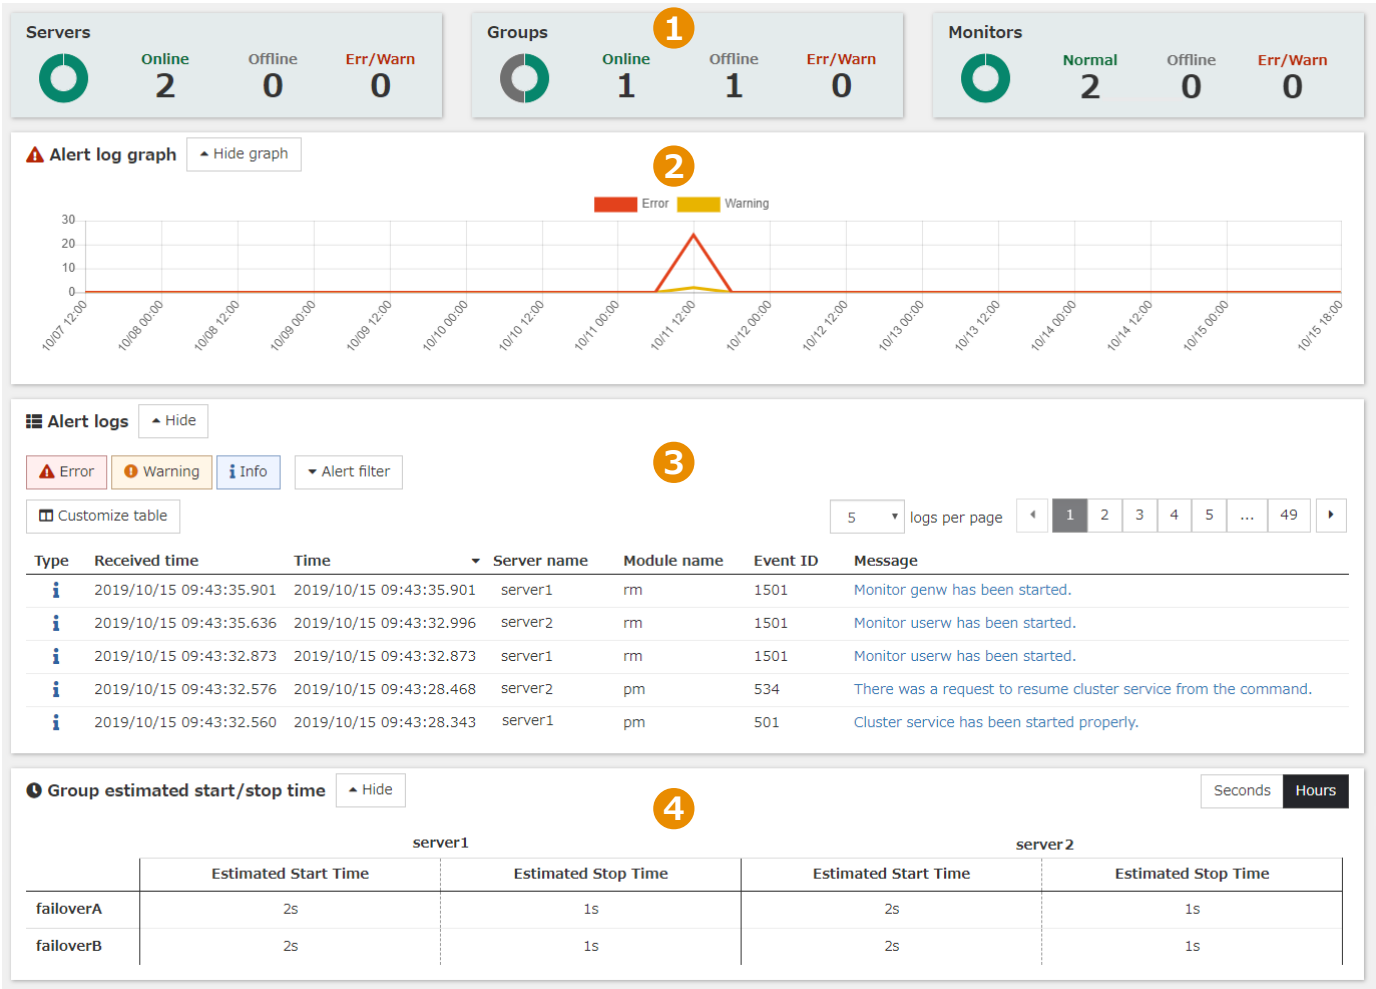 Servers
Online Offline Err/Warn
2 0 0
Groups
1
Online Offline Err/Warn
1 1 0
Monitors
Normal Offline Err/Warn
2 0 0
Alert log graph Hide graph
2
Error Warning
30
20
10
0
10/07 12:00 10/08 00:00 10/08 12:00 10/09 00:00 10/09 12:00 10/10 00:00 10/10 12:00 10/11 00:00 10/11 12:00 10/12 00:00 10/12 12:00 10/13 00:00 10/13 12:00 10/14 00:00 10/14 12:00 10/15 00:00 10/15 18:00
Alert logs Hide
3
Error Warning Info Alert filter
Customize table 5 logs per page 1 2 3 4 5 ... 49
Type Received time Time Server name Module name Event ID Message
2019/10/15 09:43:35.901 2019/10/15 09:43:35.901 server1 rm 1501 Monitor genw has been started.
2019/10/15 09:43:35.636 2019/10/15 09:43:32.996 server2 rm 1501 Monitor userw has been started.
2019/10/15 09:43:32.873 2019/10/15 09:43:32.873 server1 rm 1501 Monitor userw has been started.
2019/10/15 09:43:32.576 2019/10/15 09:43:28.468 server2 pm 534 There was a request to resume cluster service from the command.
2019/10/15 09:43:32.560 2019/10/15 09:43:28.343 server1 pm 501 Cluster service has been started properly.
Group estimated start/stop time Hide
4
Seconds Hours
server1 server2
Estimated Start Time Estimated Stop Time Estimated Start Time Estimated Stop Time
failoverA 2s 1s 2s 1s
failoverB 2s 1s 2s 1s